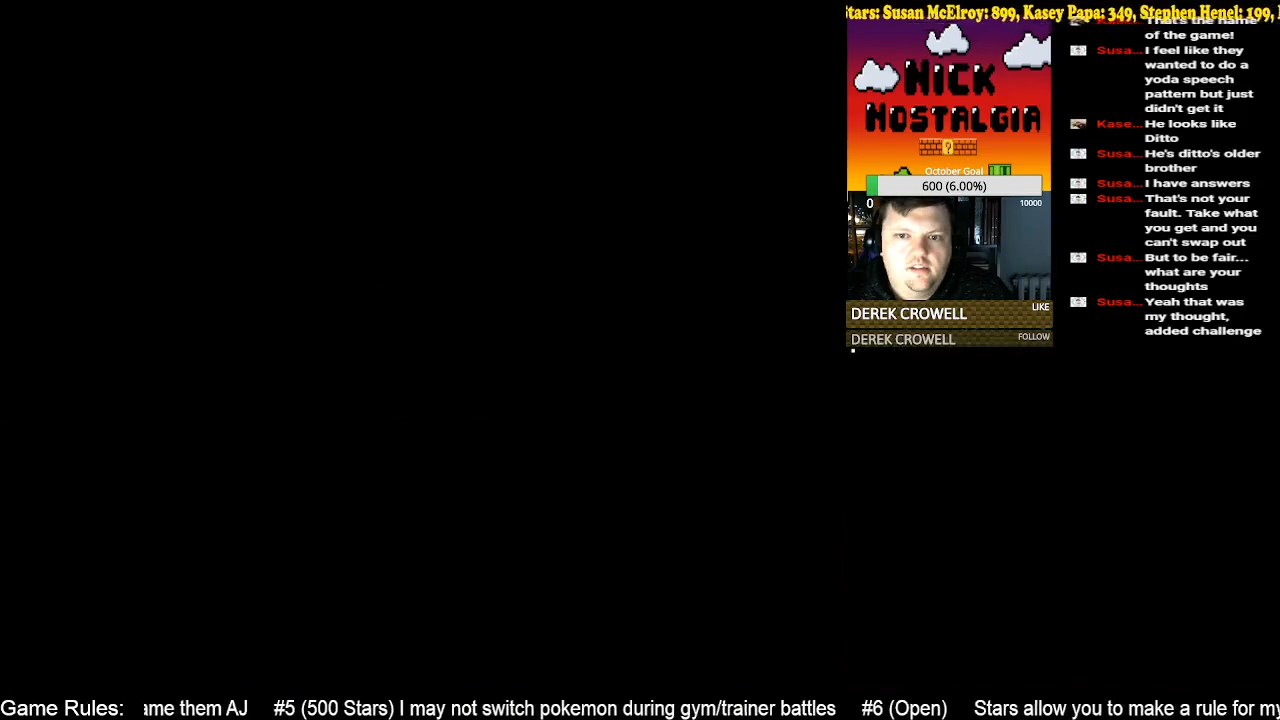 Stars: Susan McElroy: 899, Kasey Papa: 349, Stephen Henel: 199,
NICK
NOSTALGIA
October Goal
600 (6.00%)
0
10000
DEREK CROWELL
LIKE
DEREK CROWELL
FOLLOW
That's the name
of the game!
Susa... I feel like they
wanted to do a
yoda speech
pattern but just
didn't get it
Kase... He looks like
Ditto
Susa... He's ditto's older
brother
Susa... I have answers
Susa... That's not your
fault. Take what
you get and you
can't swap out
Susa... But to be fair...
what are your
thoughts
Susa... Yeah that was
my thought,
added challenge
Game Rules: ame them AJ #5 (500 Stars) I may not switch pokemon during gym/trainer battles #6 (Open) Stars allow you to make a rule for my